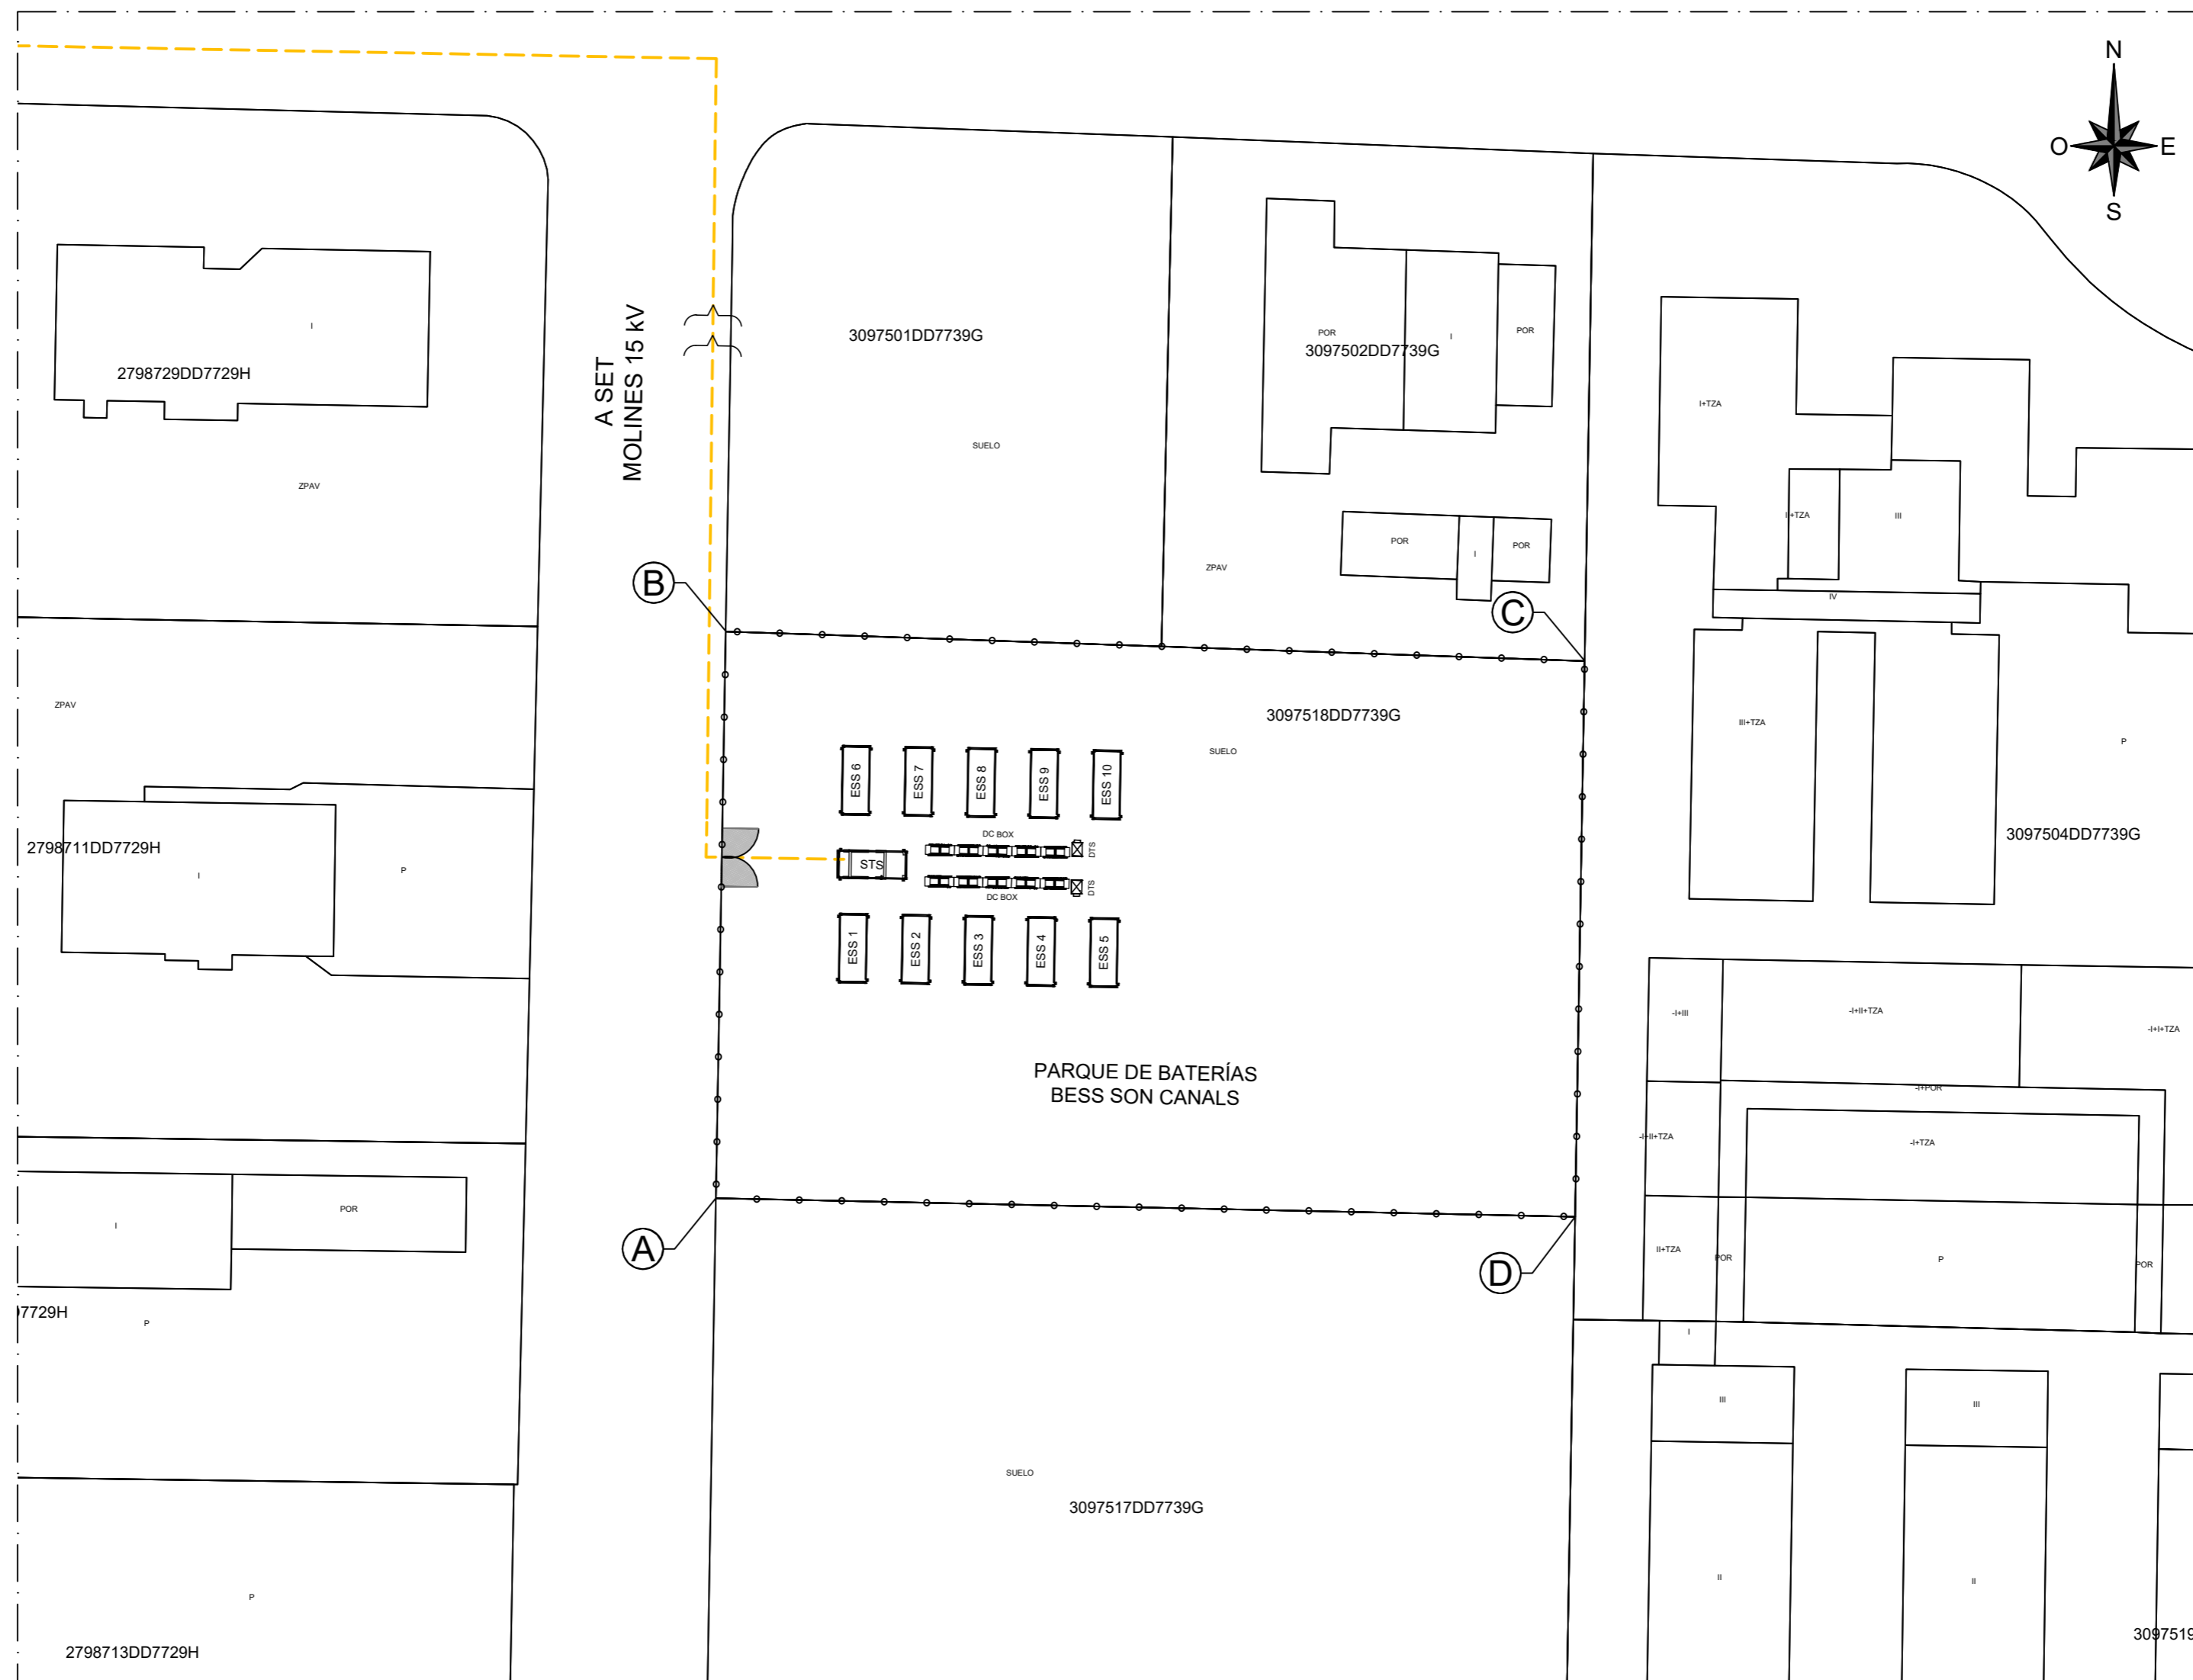 N
O
E
S
A SET
MOLINES 15 kV
3097501DD7739G
SUELO
POR
3097502DD7739G
I
POR
POR
I
POR
ZPAV
I
2798729DD7729H
ZPAV
I+TZA
III
IV
III+TZA
P
3097504DD7739G
B
C
3097518DD7739G
SUELO
ZPAV
2798711DD7729H
I
P
ESS 6
ESS 7
ESS 8
ESS 9
ESS 10
DC BOX
DTS
STS
DTS
DC BOX
ESS 1
ESS 2
ESS 3
ESS 4
ESS 5
PARQUE DE BATERÍAS
BESS SON CANALS
-I+III
-I+II+TZA
-I+I+TZA
-I+POR
-I+II+TZA
-I+TZA
II+TZA
POR
P
POR
A
D
I
POR
7729H
P
I
III
III
II
II
SUELO
3097517DD7739G
P
2798713DD7729H
3097519